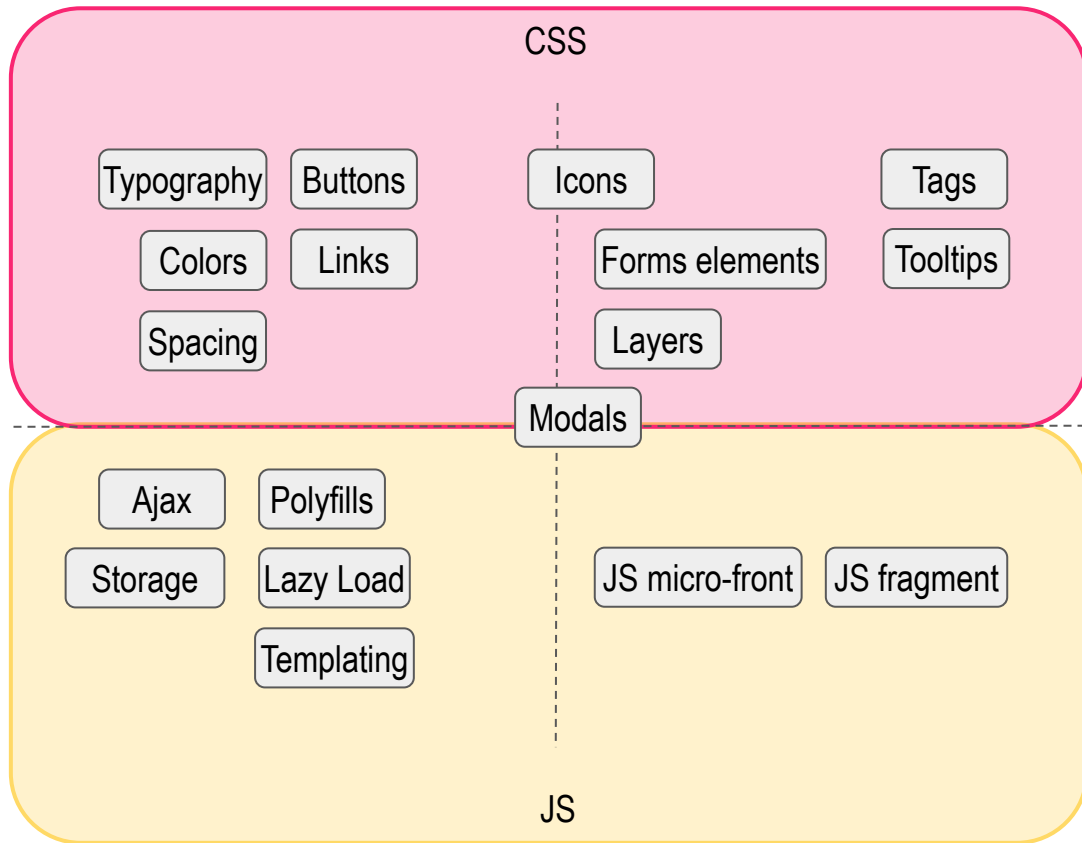 CSS
Typography
Buttons
Icons
Tags
Colors
Links
Forms elements
Tooltips
Spacing
Layers
Modals
Ajax
Polyfills
Storage
Lazy Load
JS micro-front
JS fragment
Templating
JS